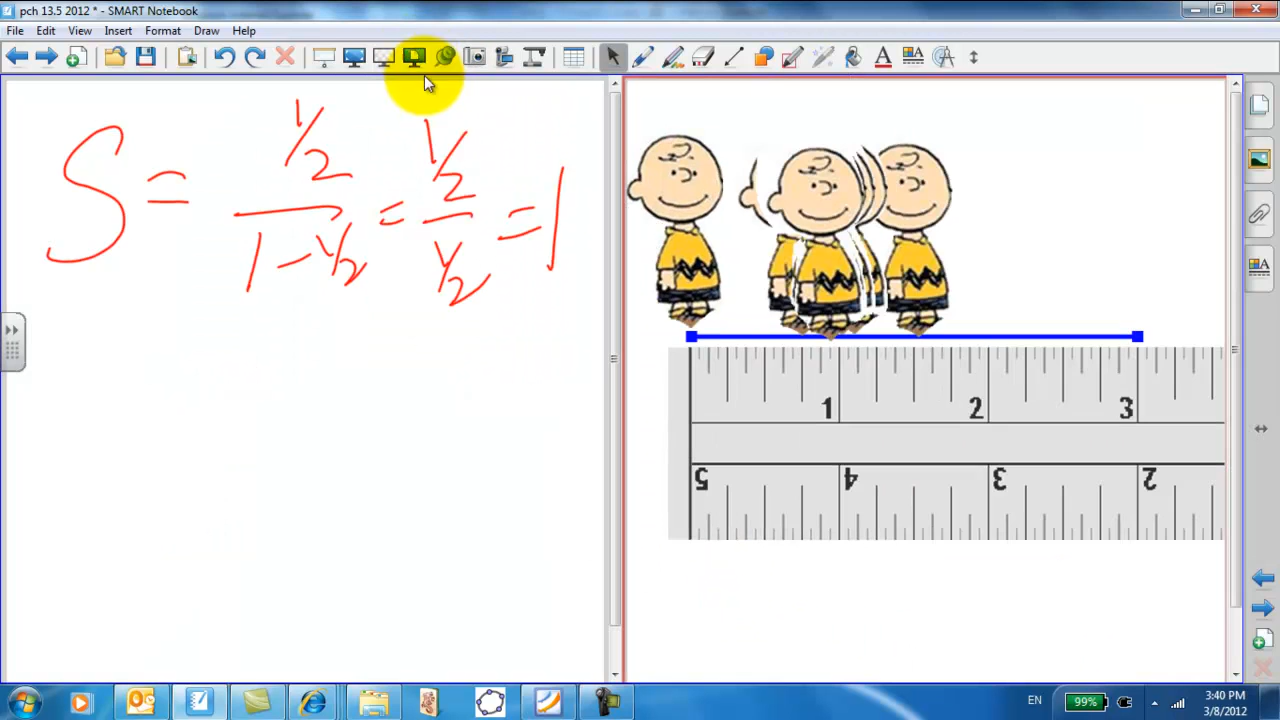 pch 13.5 2012 * - SMART Notebook
File Edit View Insert Format Draw Help
S = 1/2 / 1 - 1/2 = 1/2 / 1/2 = 1
1 2 3
5 4 3 2
EN 99% 3:40 PM
3/8/2012